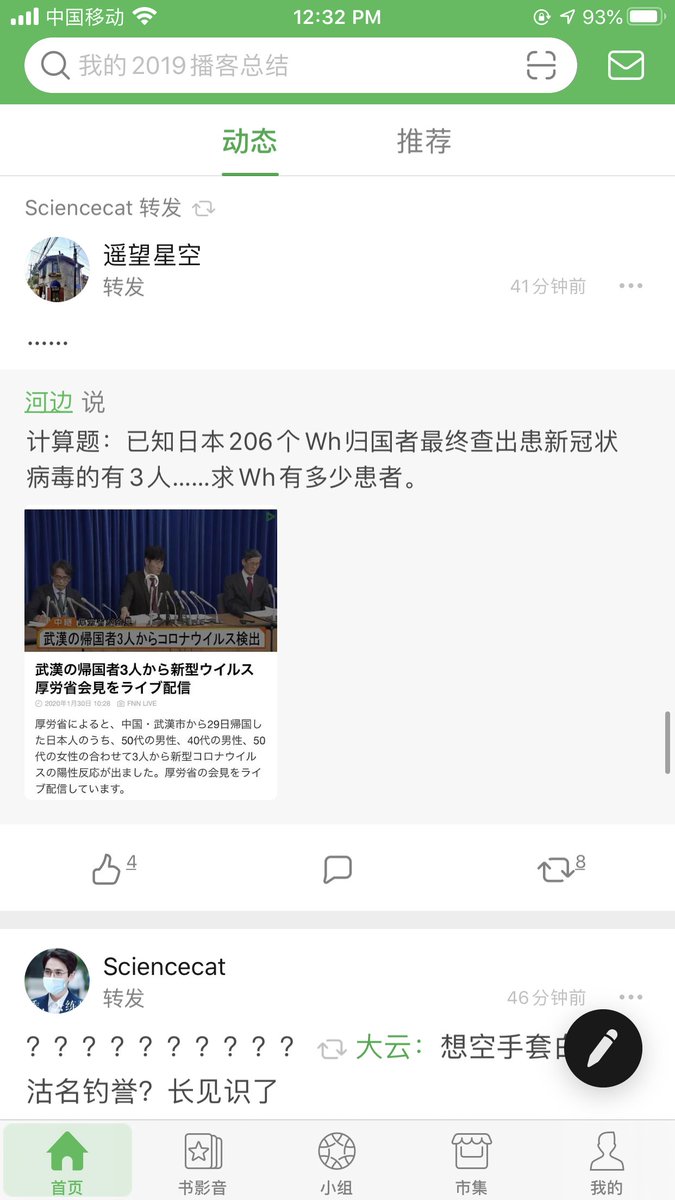 中国移动
12:32 PM
93%
我的2019播客总结
动态
推荐
Sciencecat 转发
遥望星空
转发
41分钟前
……
河边 说
计算题：已知日本206个Wh归国者最终查出患新冠状
病毒的有3人……求Wh有多少患者。
中継
武漢の帰国者3人からコロナウイルス検出
武漢の帰国者3人から新型ウイルス
厚労省会見をライブ配信
2020年1月30日 10:28 FNN LIVE
厚労省によると、中国・武漢市から29日帰国し
た日本人のうち、50代の男性、40代の男性、50
代の女性の合わせて3人から新型コロナウイル
スの陽性反応が出ました。厚労省の会見をライ
ブ配信しています。
4
8
Sciencecat
转发
46分钟前
？？？？？？？？？？ 大云：想空手套
沽名钓誉？长见识了
首页
书影音
小组
市集
我的